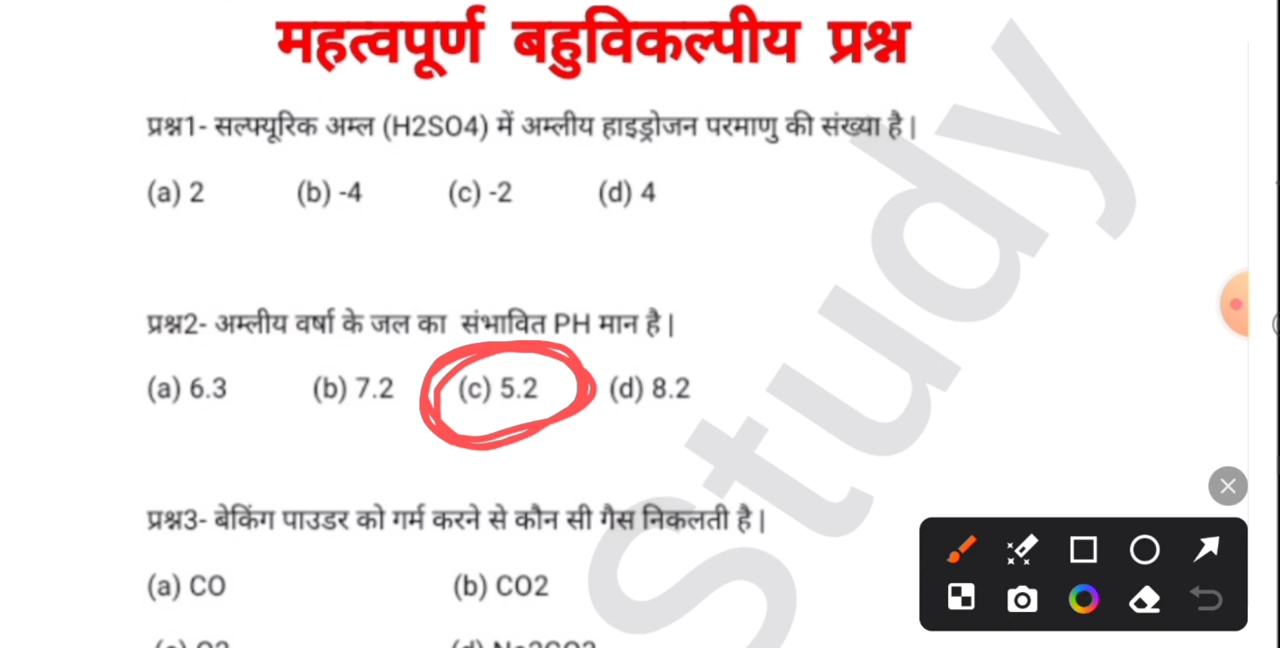 महत्वपूर्ण बहुविकल्पीय प्रश्न
प्रश्न1- सल्फ्यूरिक अम्ल (H2SO4) में अम्लीय हाइड्रोजन परमाणु की संख्या है |
(a) 2 (b) -4 (c) -2 (d) 4
प्रश्न2- अम्लीय वर्षा के जल का संभावित PH मान है |
(a) 6.3 (b) 7.2 (c) 5.2 (d) 8.2
प्रश्न3- बेकिंग पाउडर को गर्म करने से कौन सी गैस निकलती है |
(a) CO (b) CO2
Study